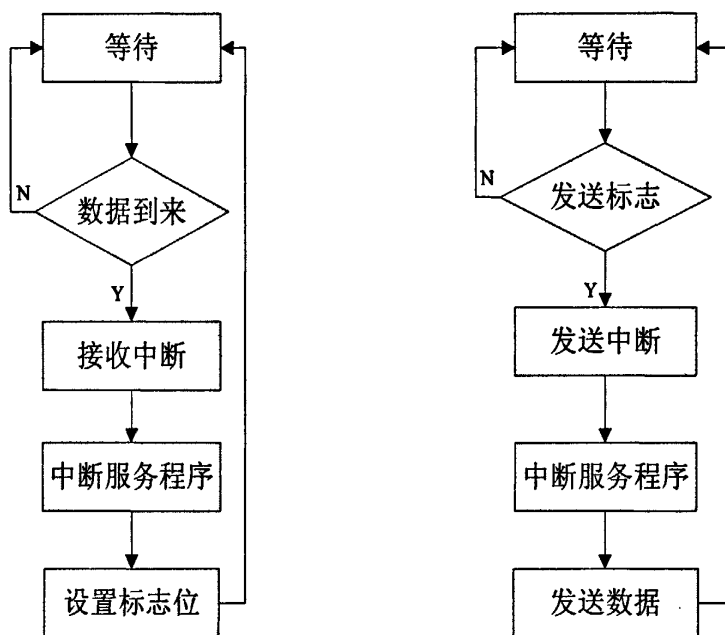 等待
N
数据到来
Y
接收中断
中断服务程序
设置标志位
等待
N
发送标志
Y
发送中断
中断服务程序
发送数据